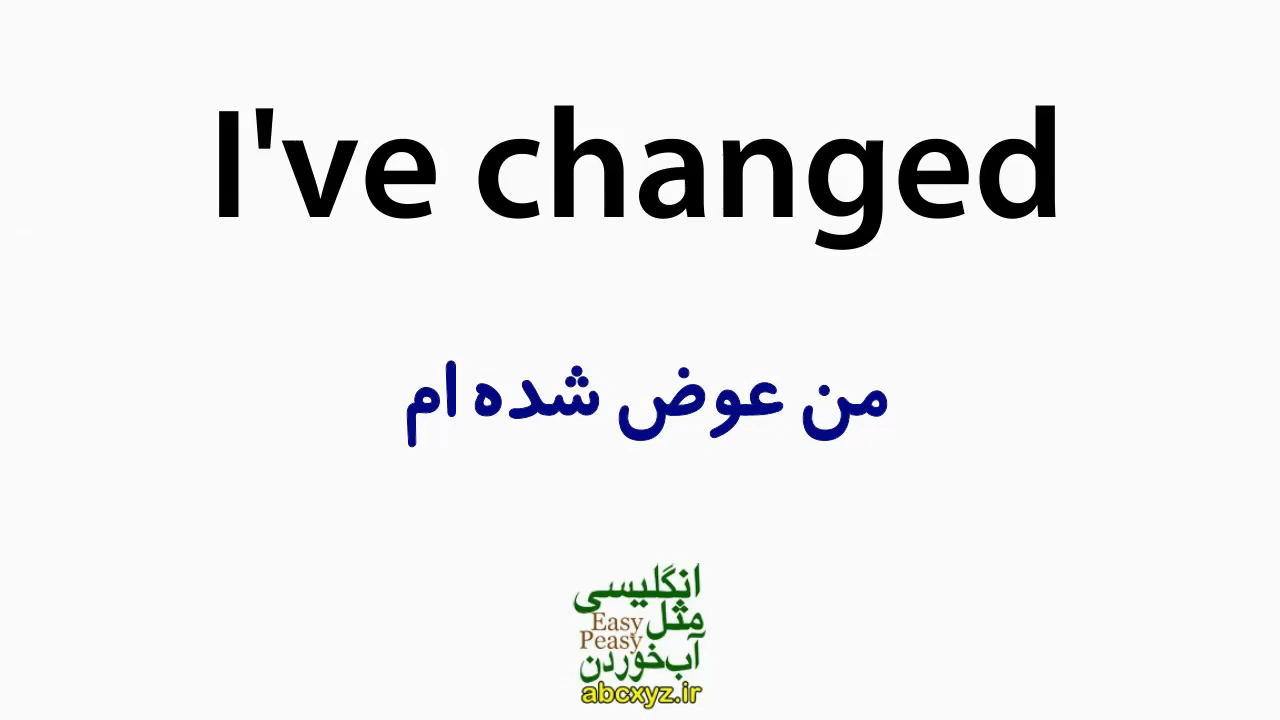 I've changed
من عوض شده ام
انگلیسی
مثل Easy
Peasy
آب خوردن
abcxyz.ir